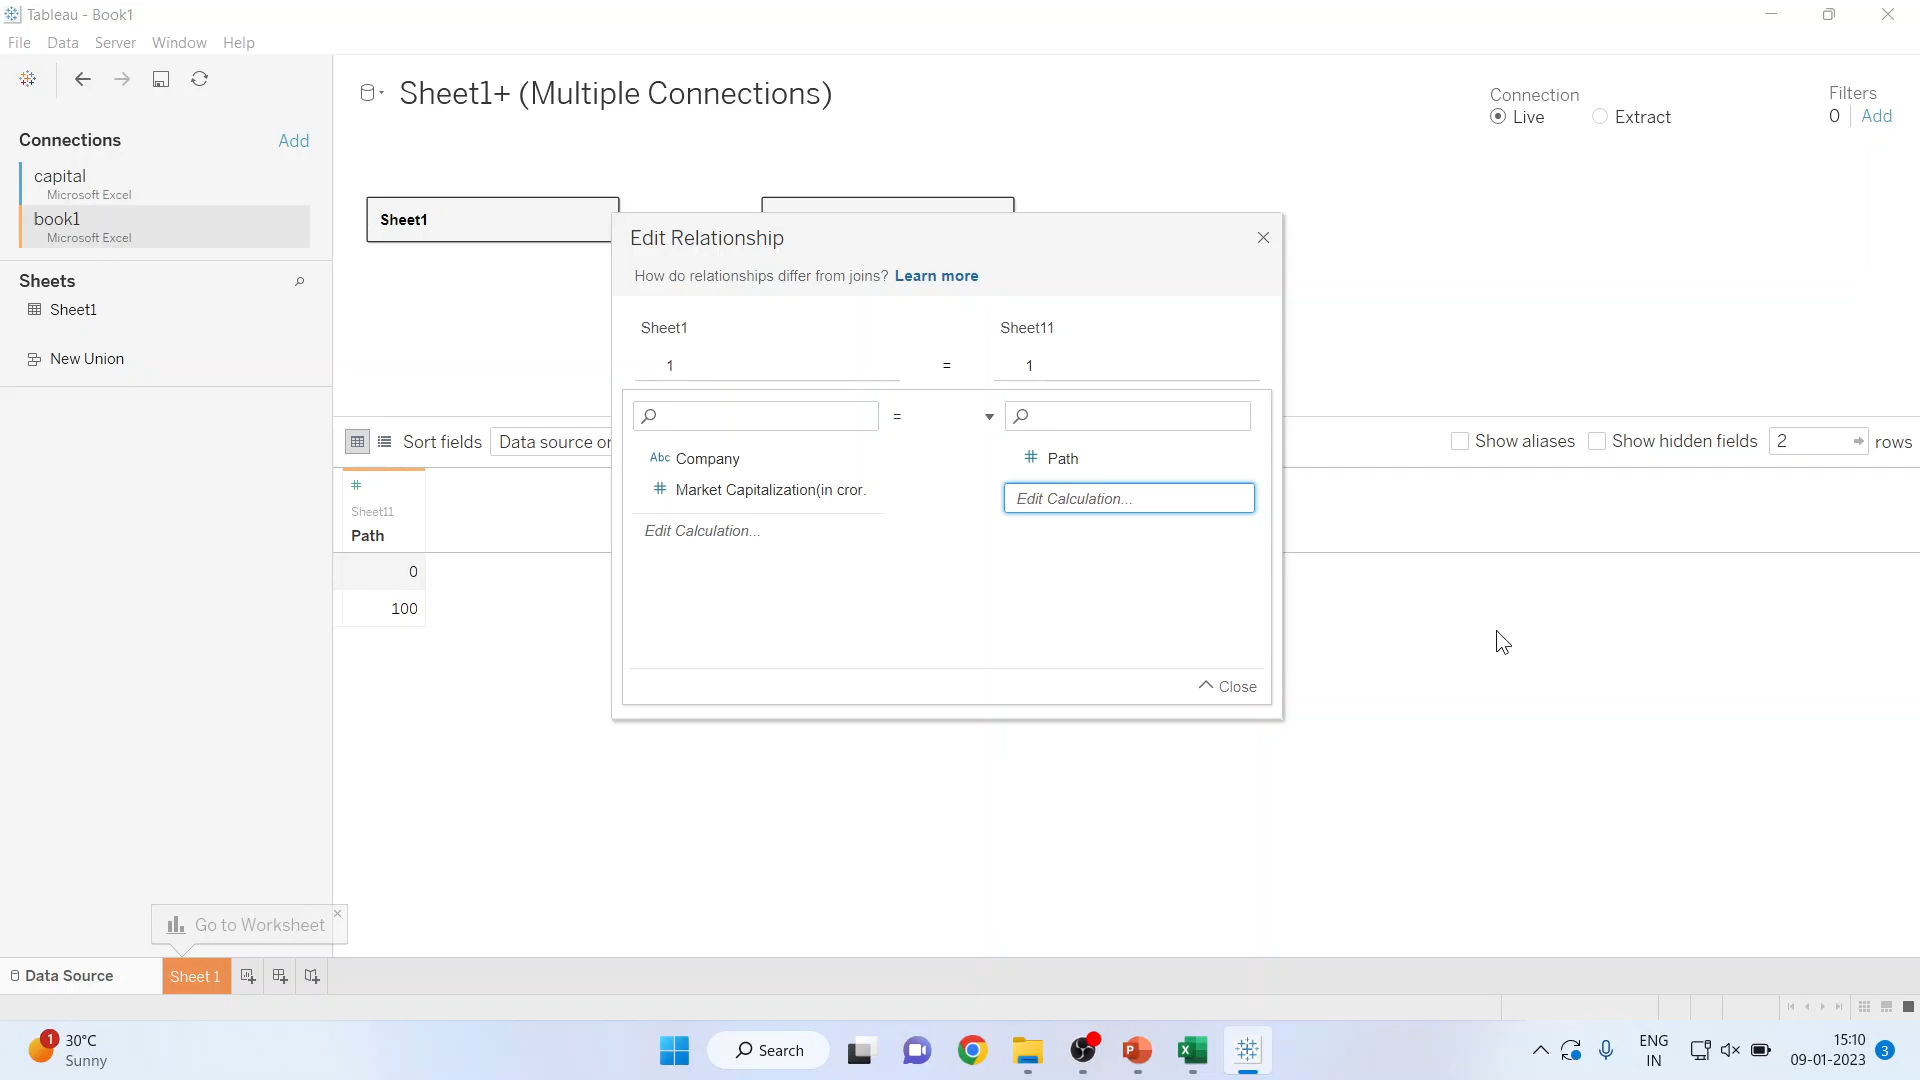 Tableau - Book1
File Data Server Window Help
Sheet1+ (Multiple Connections)
Connection
Live Extract
Filters
0 Add
Connections Add
capital
Microsoft Excel
book1
Microsoft Excel
Sheets
Sheet1
New Union
Sheet1
Edit Relationship
How do relationships differ from joins? Learn more
Sheet1 Sheet11
1 = 1
=
Abc Company
# Path
# Market Capitalization(in cror.
Edit Calculation...
Edit Calculation...
Close
Sort fields Data source or
Show aliases Show hidden fields 2 rows
#
Sheet11
Path
0
100
Go to Worksheet
Data Source Sheet 1
1 30°C
Sunny
Search
ENG
IN
15:10
09-01-2023
3